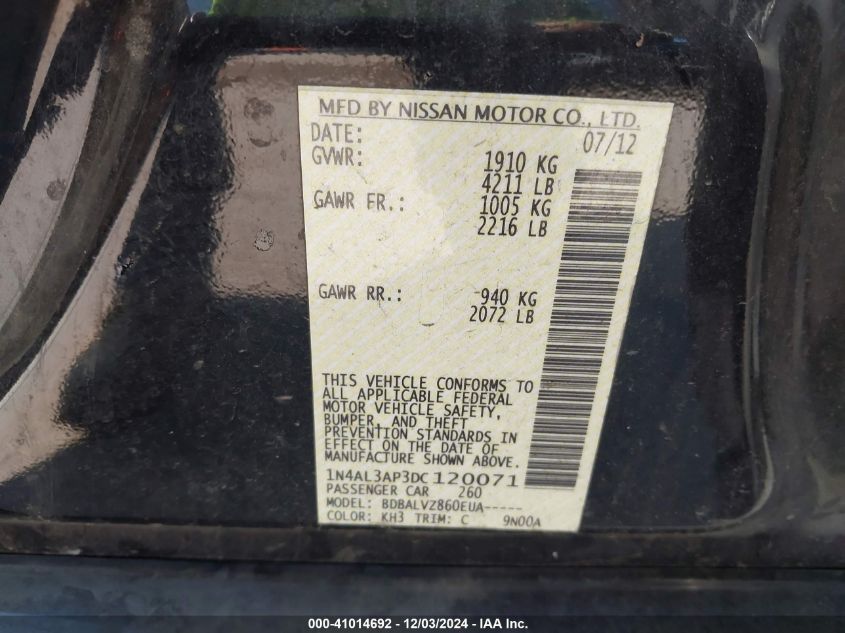 MFD BY NISSAN MOTOR CO., LTD.
DATE: 07/12
GVWR: 1910 KG
4211 LB
GAWR FR.: 1005 KG
2216 LB
GAWR RR.: 940 KG
2072 LB
THIS VEHICLE CONFORMS TO
ALL APPLICABLE FEDERAL
MOTOR VEHICLE SAFETY,
BUMPER, AND THEFT
PREVENTION STANDARDS IN
EFFECT ON THE DATE OF
MANUFACTURE SHOWN ABOVE.
1N4AL3AP3DC120071
PASSENGER CAR 260
MODEL: BDBALVZ860EUA-----
COLOR: KH3 TRIM: C 9N00A
000-41014692 - 12/03/2024 - IAA Inc.